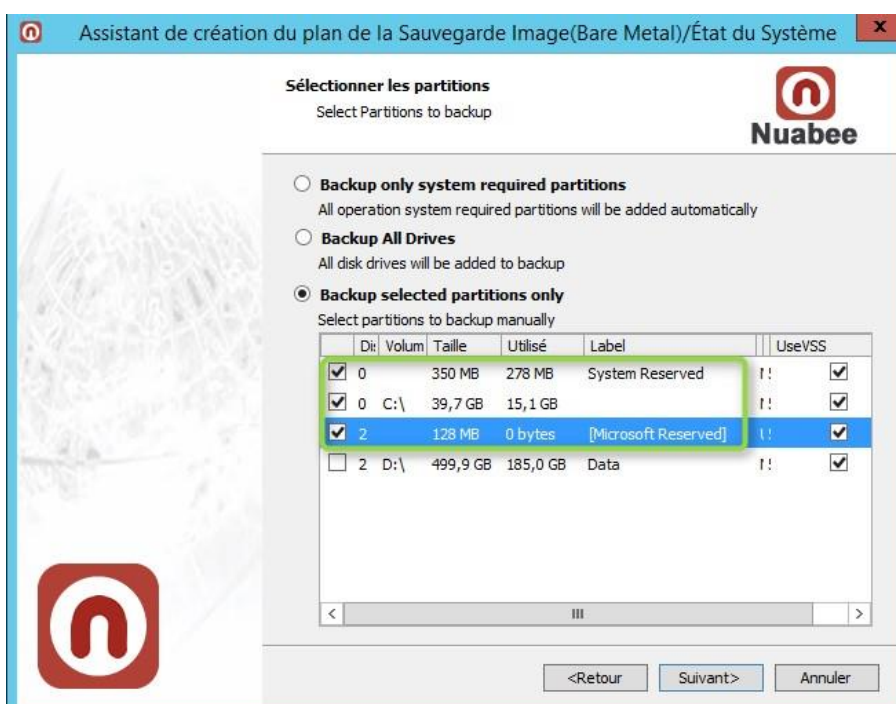 Assistant de création du plan de la Sauvegarde Image(Bare Metal)/État du Système
x
Sélectionner les partitions
Select Partitions to backup
Nuabee
Backup only system required partitions
All operation system required partitions will be added automatically
Backup All Drives
All disk drives will be added to backup
Backup selected partitions only
Select partitions to backup manually
Volum Taille Utilisé Label UseVSS
0 350 MB 278 MB System Reserved
0 C:\ 39,7 GB 15,1 GB
2 128 MB 0 bytes [Microsoft Reserved]
2 D:\ 499,9 GB 185,0 GB Data
<Retour Suivant> Annuler